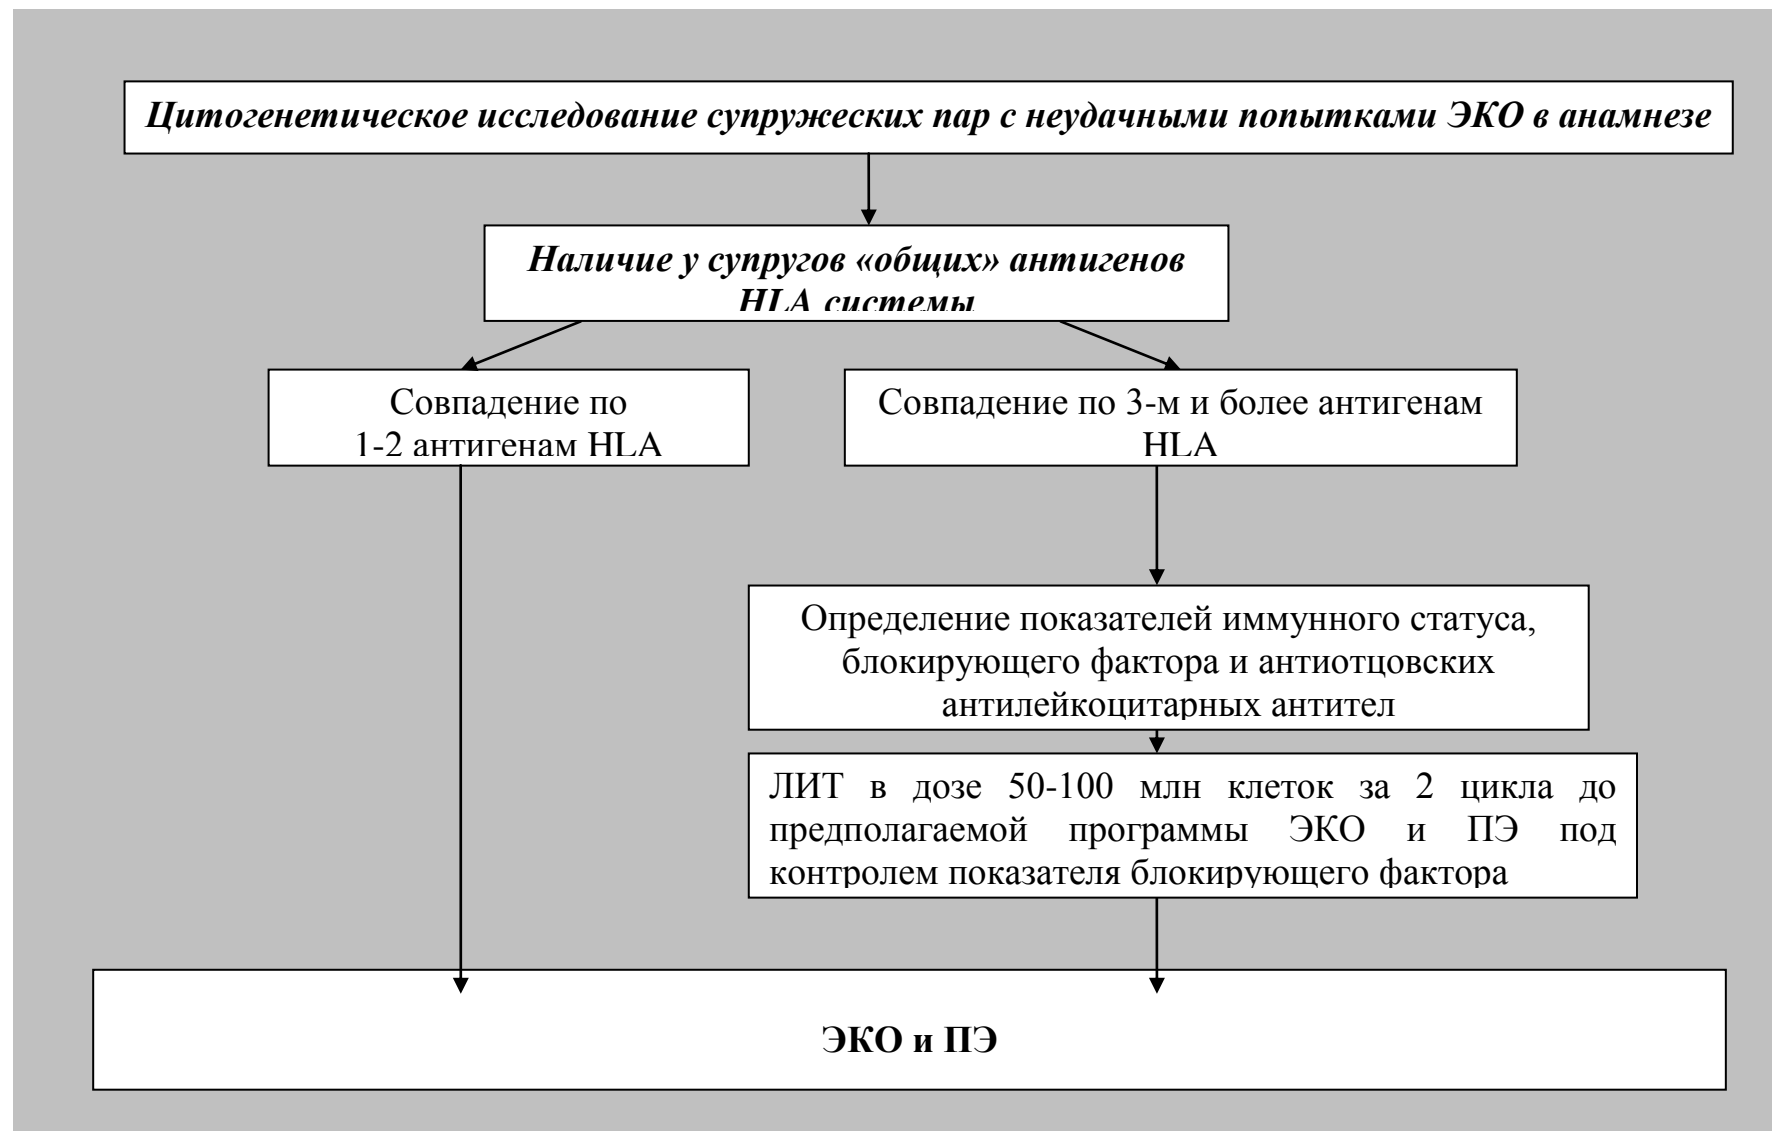 Цитогенетическое исследование супружеских пар с неудачными попытками ЭКО в анамнезе
Наличие у супругов «общих» антигенов
HLA системы
Совпадение по
1-2 антигенам HLA
Совпадение по 3-м и более антигенам
HLA
Определение показателей иммунного статуса,
блокирующего фактора и антиотцовских
антилейкоцитарных антител
ЛИТ в дозе 50-100 млн клеток за 2 цикла до
предполагаемой программы ЭКО и ПЭ под
контролем показателя блокирующего фактора
ЭКО и ПЭ